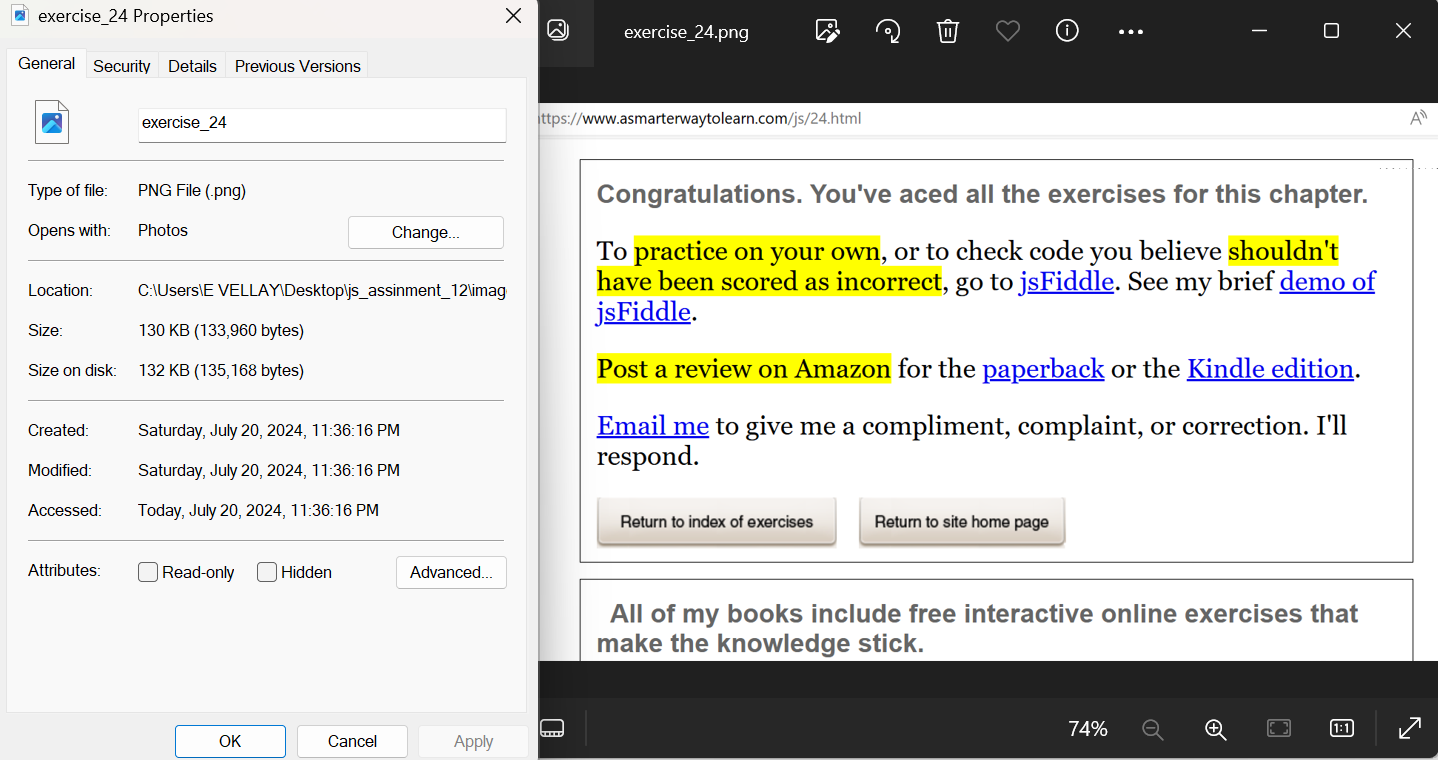 exercise_24 Properties
General Security Details Previous Versions
exercise_24
Type of file: PNG File (.png)
Opens with: Photos Change...
Location: C:\Users\E VELLAY\Desktop\js_assinment_12\imag
Size: 130 KB (133,960 bytes)
Size on disk: 132 KB (135,168 bytes)
Created: Saturday, July 20, 2024, 11:36:16 PM
Modified: Saturday, July 20, 2024, 11:36:16 PM
Accessed: Today, July 20, 2024, 11:36:16 PM
Attributes: Read-only Hidden Advanced...
OK Cancel Apply
exercise_24.png
ttps://www.asmarterwaytolearn.com/js/24.html
Congratulations. You've aced all the exercises for this chapter.
To practice on your own, or to check code you believe shouldn't
have been scored as incorrect, go to jsFiddle. See my brief demo of
jsFiddle.
Post a review on Amazon for the paperback or the Kindle edition.
Email me to give me a compliment, complaint, or correction. I'll
respond.
Return to index of exercises Return to site home page
All of my books include free interactive online exercises that
make the knowledge stick.
74% 1:1